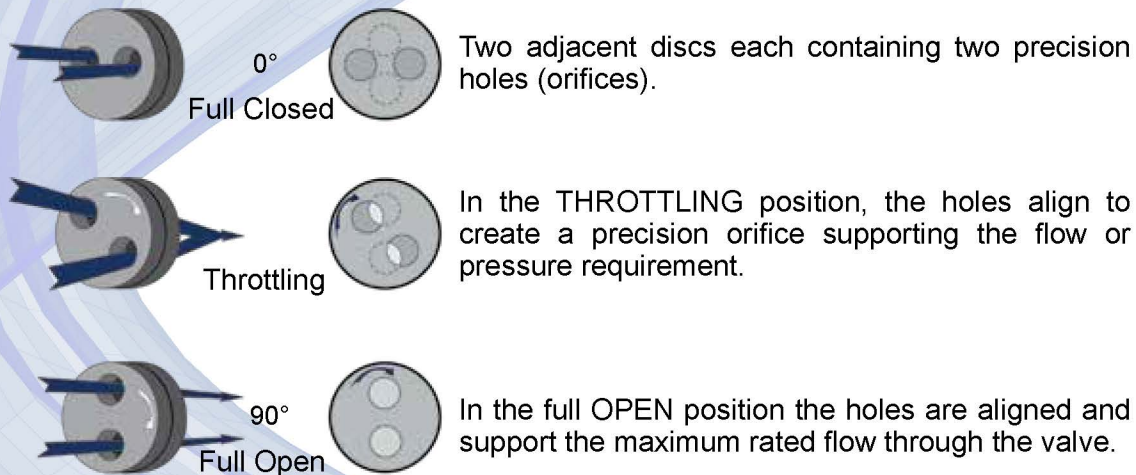 0°
Full Closed
Two adjacent discs each containing two precision
holes (orifices).
Throttling
In the THROTTLING position, the holes align to
create a precision orifice supporting the flow or
pressure requirement.
90°
Full Open
In the full OPEN position the holes are aligned and
support the maximum rated flow through the valve.